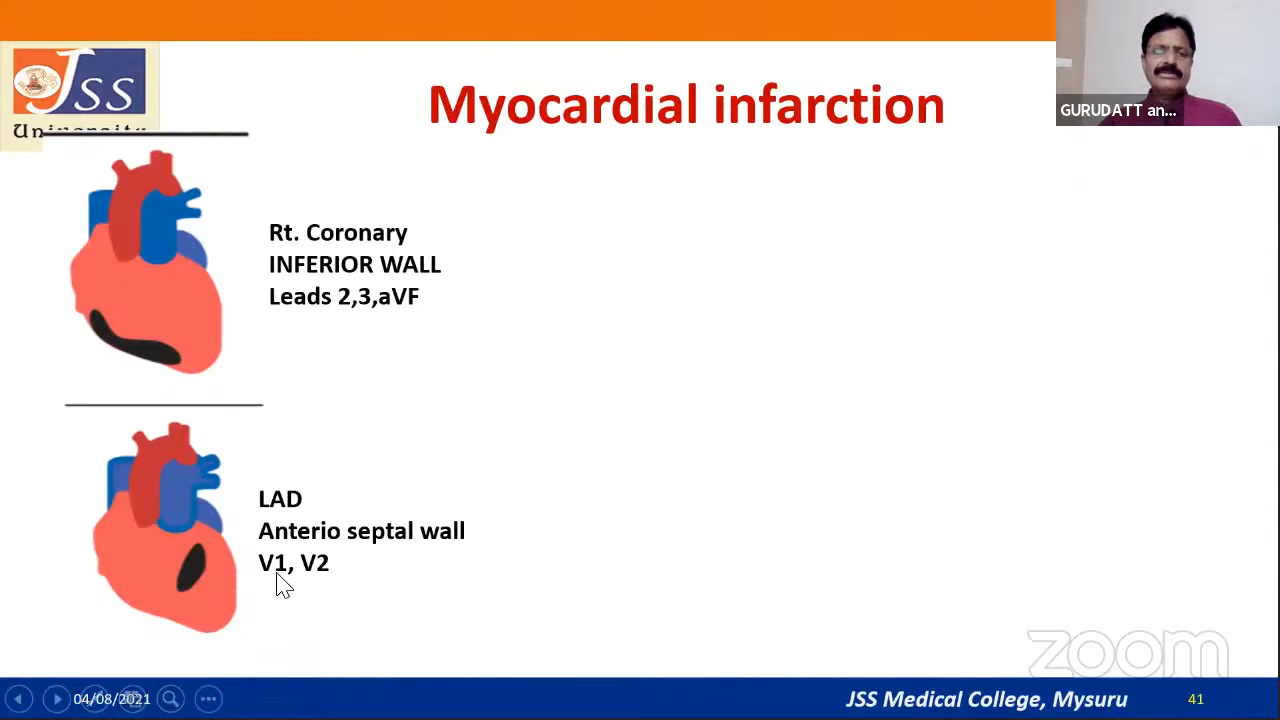 JSS
University
Myocardial infarction
GURUDATT an...
Rt. Coronary
INFERIOR WALL
Leads 2,3,aVF
LAD
Anterio septal wall
V1, V2
zoom
04/08/2021
JSS Medical College, Mysuru
41